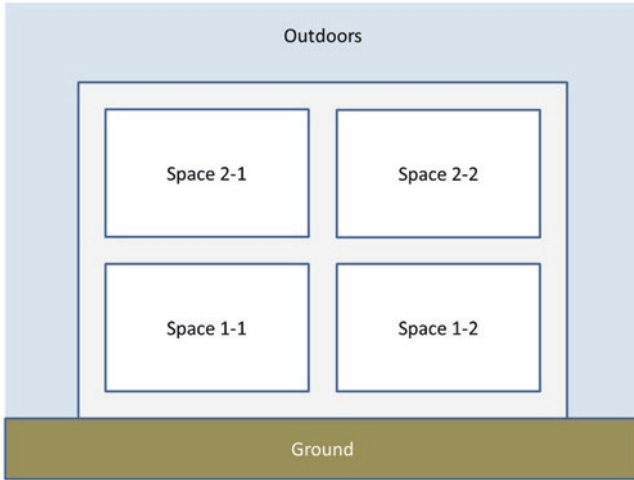 Outdoors
Space 2-1
Space 2-2
Space 1-1
Space 1-2
Ground